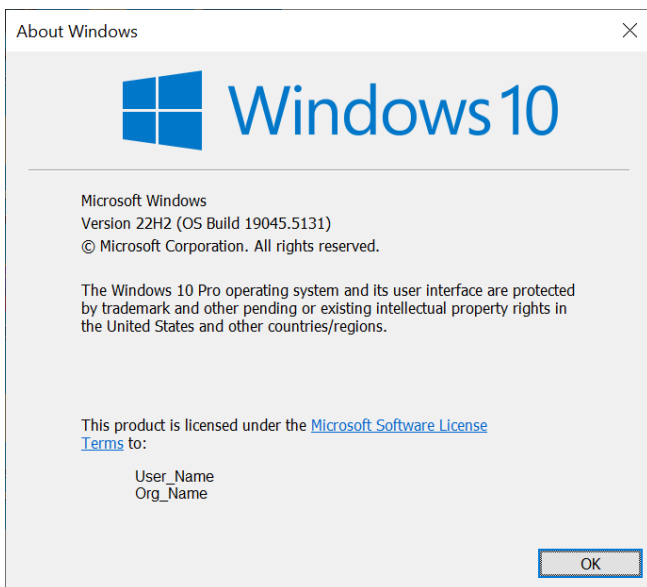 About Windows
Windows 10
Microsoft Windows
Version 22H2 (OS Build 19045.5131)
© Microsoft Corporation. All rights reserved.
The Windows 10 Pro operating system and its user interface are protected
by trademark and other pending or existing intellectual property rights in
the United States and other countries/regions.
This product is licensed under the Microsoft Software License
Terms to:
User_Name
Org_Name
OK